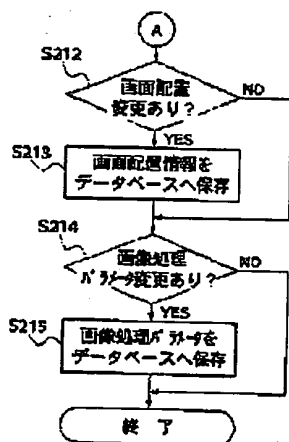 A
S212
画面配置
変更あり?
NO
YES
S213
画面配置情報を
データベースへ保存
S214
画像処理
パラメータ変更あり?
NO
YES
S215
画像処理パラメータを
データベースへ保存
終了